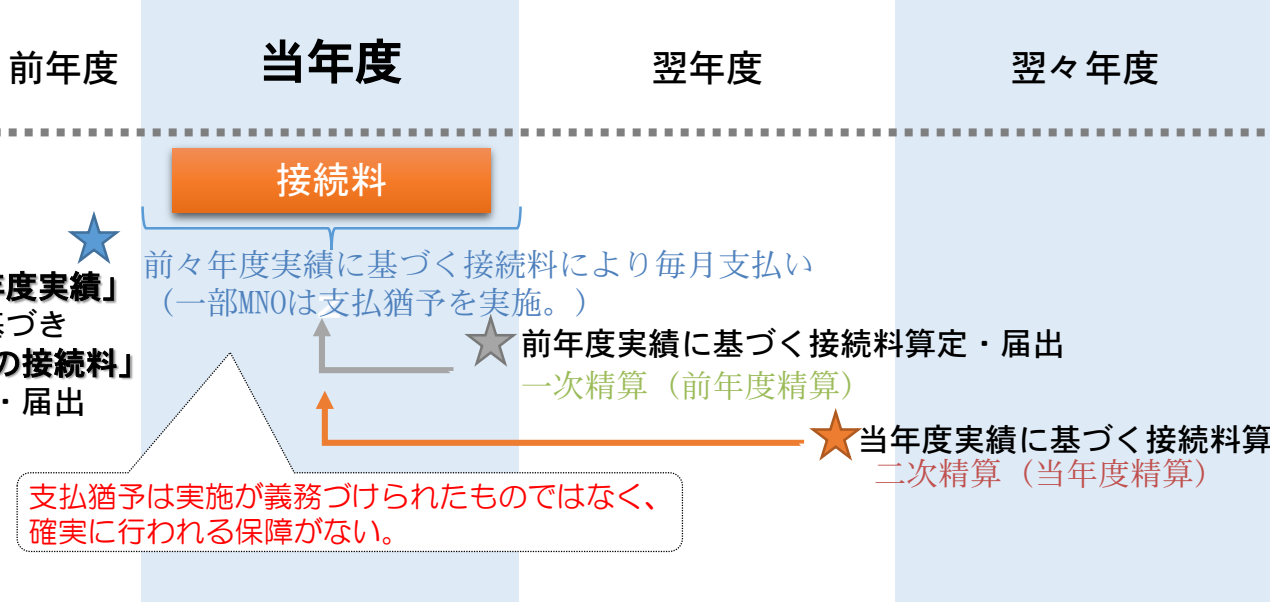 前年度
当年度
翌年度
翌々年度
接続料
前々年度実績に基づく接続料により毎月支払い
（一部MNOは支払猶予を実施。）
年度実績」
基づき
の接続料」
・届出
前年度実績に基づく接続料算定・届出
一次精算（前年度精算）
当年度実績に基づく接続料算
二次精算（当年度精算）
支払猶予は実施が義務づけられたものではなく、
確実に行われる保障がない。